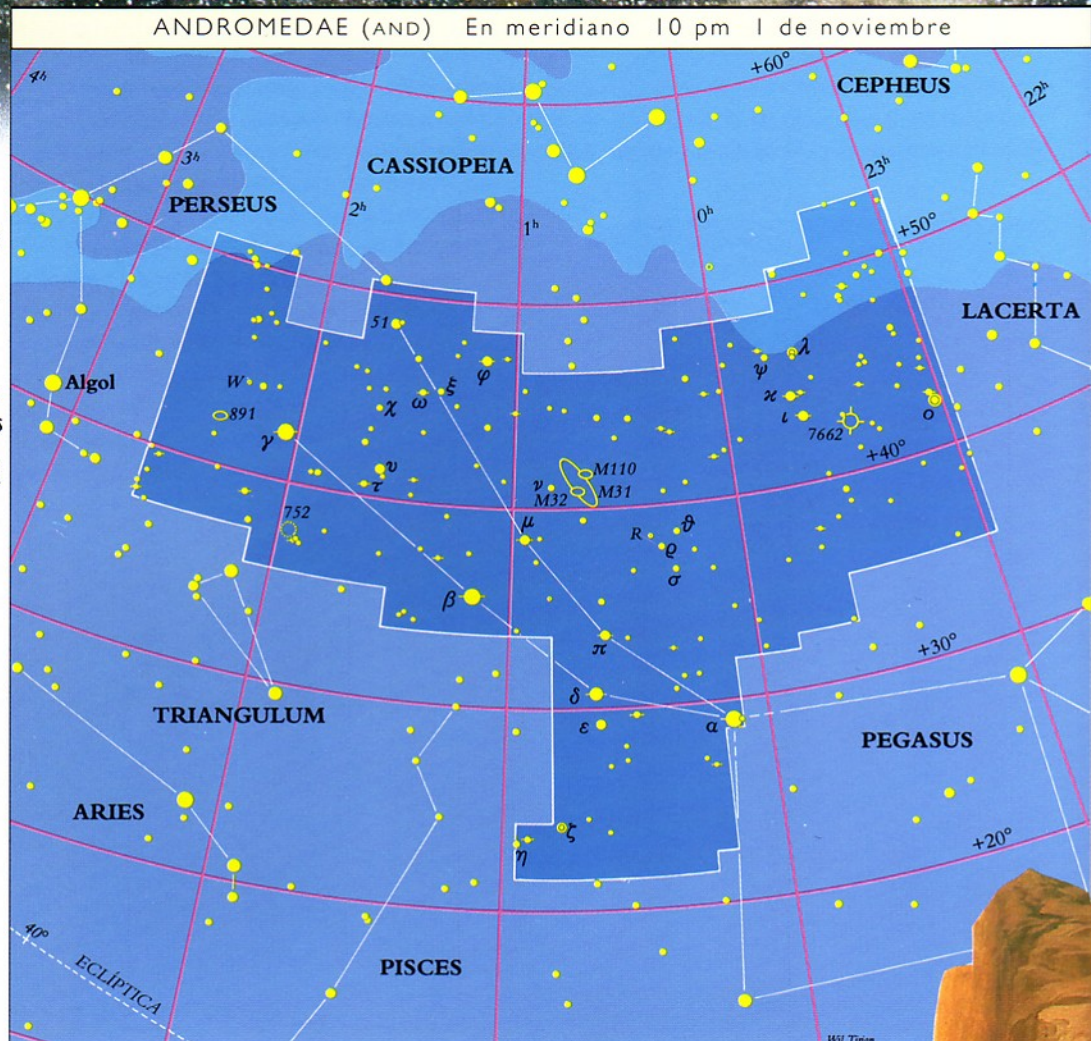 ANDROMEDAE (AND) En meridiano 10 pm 1 de noviembre
+60°
4h
CEPHEUS
22h
3h
CASSIOPEIA
23h
PERSEUS
2h
1h
0h
+50°
LACERTA
51
λ
ψ
Algol
W
ξ
φ
ω
ϰ
ο
891
χ
ι
7662
γ
+40°
υ
τ
M110
ν
M31
M32
752
μ
R
ϑ
ϱ
σ
β
π
+30°
δ
TRIANGULUM
ε
α
PEGASUS
ARIES
ζ
η
+20°
40°
PISCES
ECLÍPTICA
Wil Tirion
s